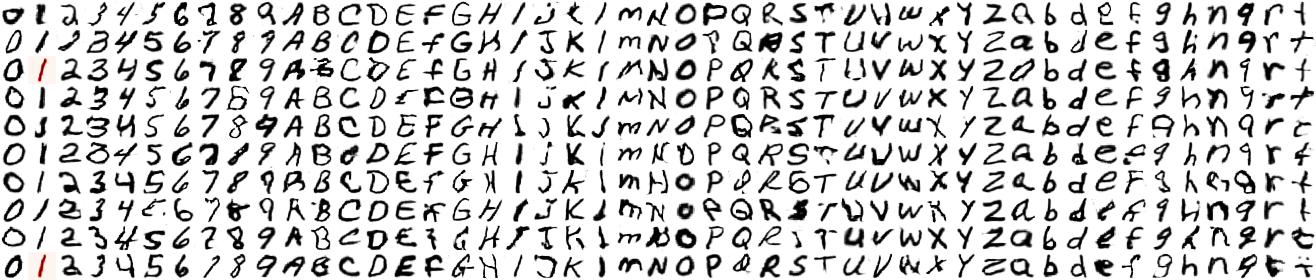 0 1 2 3 4 5 6 7 8 9 A B C D E F G H I J K l m N O P Q R S T U V W X Y Z a b d e f g h n q r t
0 1 2 3 4 5 6 7 8 9 A B C D E f G H I J K I m N O P Q R S T U V W X Y Z a b d e f g h n q r t
0 1 2 3 4 5 6 7 8 9 A B C D E f G H I J K I M N O P Q R S T U V W X Y Z a b d e f g h n q r t
0 1 2 3 4 5 6 7 8 9 A B C D E F G H I J K I M N O P Q R S T U V W X Y Z a b d e f g h n q r t
0 1 2 3 4 5 6 7 8 9 A B C D E F G H I J K I m N O P Q R S T U V W X Y Z a b d e f g h n q r t
0 1 2 3 4 5 6 7 8 9 A B C D E F G H I J K I m N O P Q R S T U V W X Y Z a b d e f g h n q r t
0 1 2 3 4 5 6 7 8 9 A B C D E f G H I J K I m N O P Q R S T U V W X Y Z a b d e F g h n q r t
0 1 2 3 4 5 6 7 8 9 A B C D E F G H I J K I M N O P Q R S T U V W X Y Z a b d e f g h n q r t
0 1 2 3 4 5 6 7 8 9 A B C D E f G H I J K I m N O P Q R S T U V W X Y Z a b d e f g h n q r t
0 1 2 3 4 5 6 7 8 9 A B C D E F G H I J K I m N O P Q R S T U V W X Y Z a b d e f g h n q r t